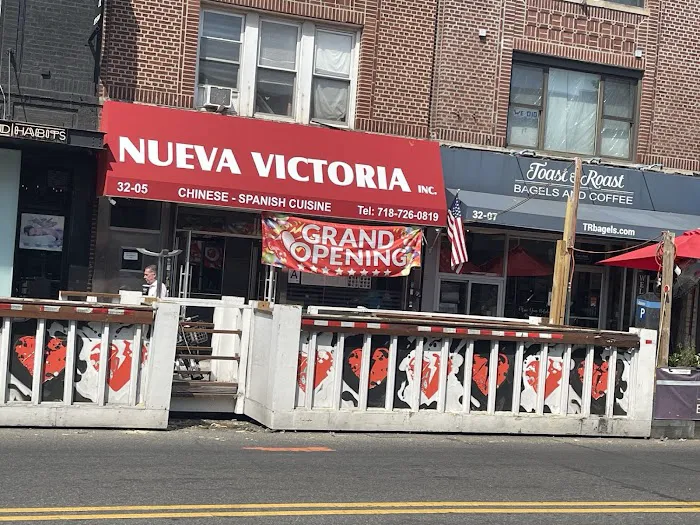 D HABITS
NUEVA VICTORIA INC.
32-05 CHINESE - SPANISH CUISINE Tel: 718-726-0819
GRAND
OPENING
A
Toast & Roast
BAGELS AND COFFEE
32-07 TRBagels.com
P